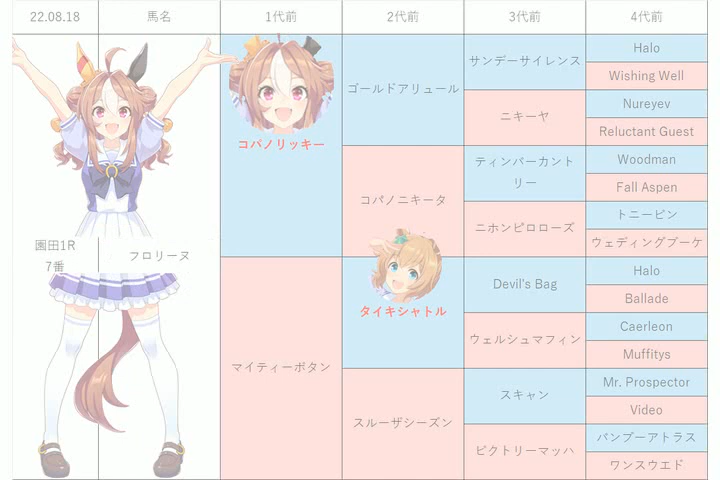 22.08.18 馬名 1代前 2代前 3代前 4代前
Halo
サンデーサイレンス
Wishing Well
ゴールドアリュール
Nureyev
ニキーヤ
Reluctant Guest
コパノリッキー
Woodman
ティンバーカント
リー
Fall Aspen
コパノニキータ
トニービン
ニホンピロローズ
ウェディングブーケ
園田1R
7番
フロリーヌ
Halo
Devil's Bag
Ballade
タイキシャトル
Caerleon
ウェルシュマフィン
Muffitys
マイティーボタン
Mr. Prospector
スキャン
Video
スルーザシーズン
バンブーアトラス
ビクトリーマッハ
ワンスウエド